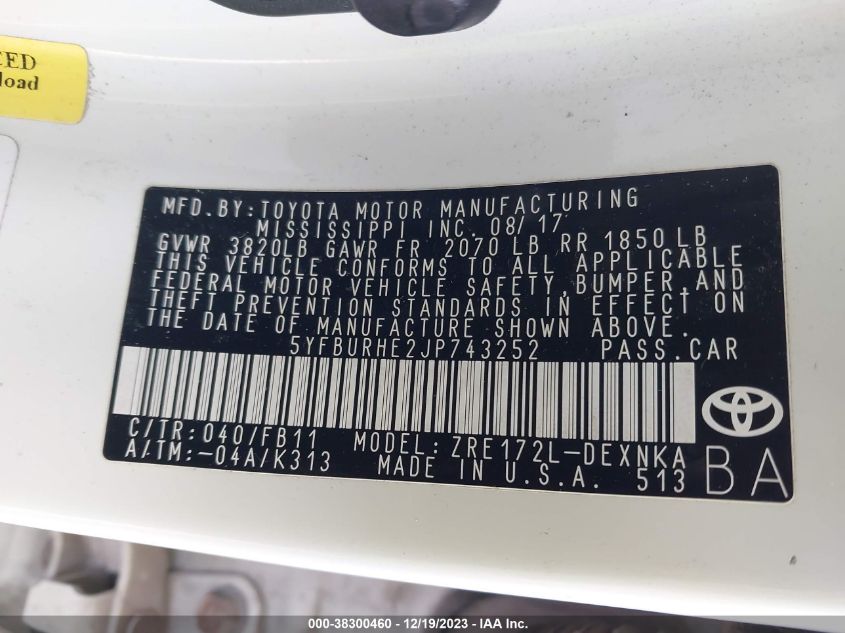 CED
load
MFD.BY:TOYOTA MOTOR MANUFACTURING
MISSISSIPPI INC. 08/17
GVWR 3820LB GAWR FR 2070 LB RR 1850LB
THIS VEHICLE CONFORMS TO ALL APPLICABLE
FEDERAL MOTOR VEHICLE SAFETY,BUMPER,AND
THEFT PREVENTION STANDARDS IN EFFECT ON
THE DATE OF MANUFACTURE SHOWN ABOVE.
5YFBURHE2JP743252 PASS.CAR
C/TR: 040/FB11 MODEL: ZRE172L-DEXNKA
A/TM:-04A/K313 MADE IN U.S.A. 513
BA
000-38300460 - 12/19/2023 - IAA Inc.